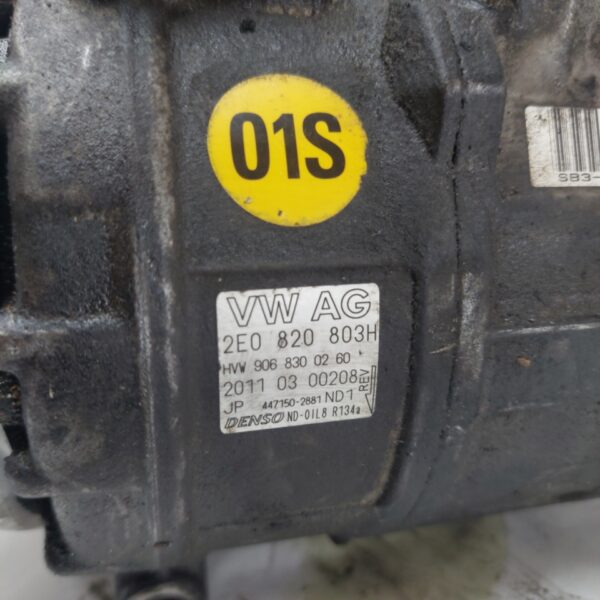 01S
SB3-
VW AG
2E0 820 803H
HVW 906 830 02 60
2011 03 00208
REV
JP 447150-2881 ND1
DENSO ND-OIL8 R134a